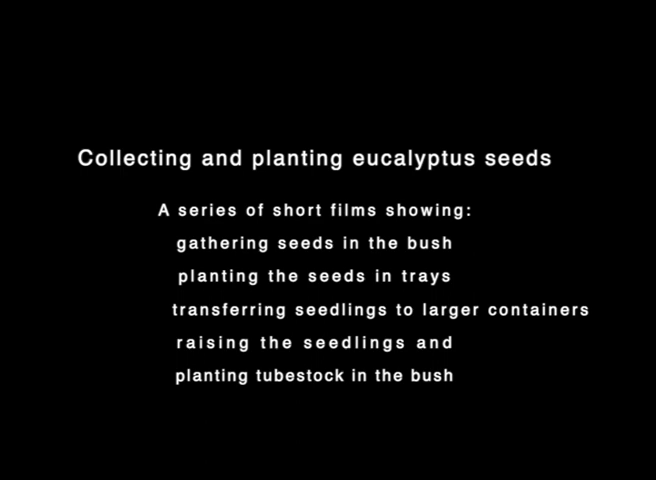 Collecting and planting eucalyptus seeds
A series of short films showing:
gathering seeds in the bush
planting the seeds in trays
transferring seedlings to larger containers
raising the seedlings and
planting tubestock in the bush